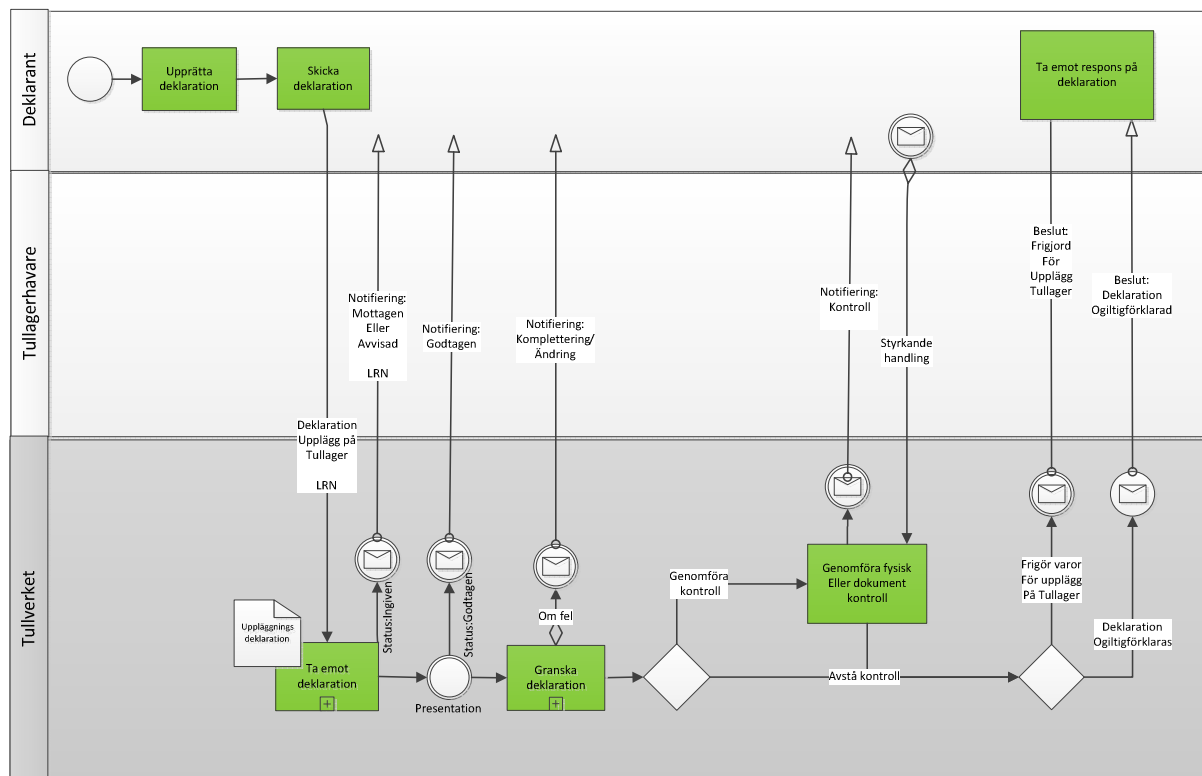 Deklarant
Upprätta
deklaration
Skicka
deklaration
Ta emot respons på
deklaration
Tullagerhavare
Notifiering:
Mottagen
Eller
Avvisad
LRN
Notifiering:
Godtagen
Notifiering:
Komplettering/
Ändring
Notifiering:
Kontroll
Styrkande
handling
Beslut:
Frigjord
För
Upplägg
Tullager
Beslut:
Deklaration
Ogiltigförklarad
Deklaration
Upplägg på
Tullager
LRN
Tullverket
Uppläggnings
deklaration
Ta emot
deklaration
Status:Ingiven
Status:Godtagen
Presentation
Om fel
Granska
deklaration
Genomföra
kontroll
Genomföra fysisk
Eller dokument
kontroll
Avstå kontroll
Frigör varor
För upplägg
På Tullager
Deklaration
Ogiltigförklaras